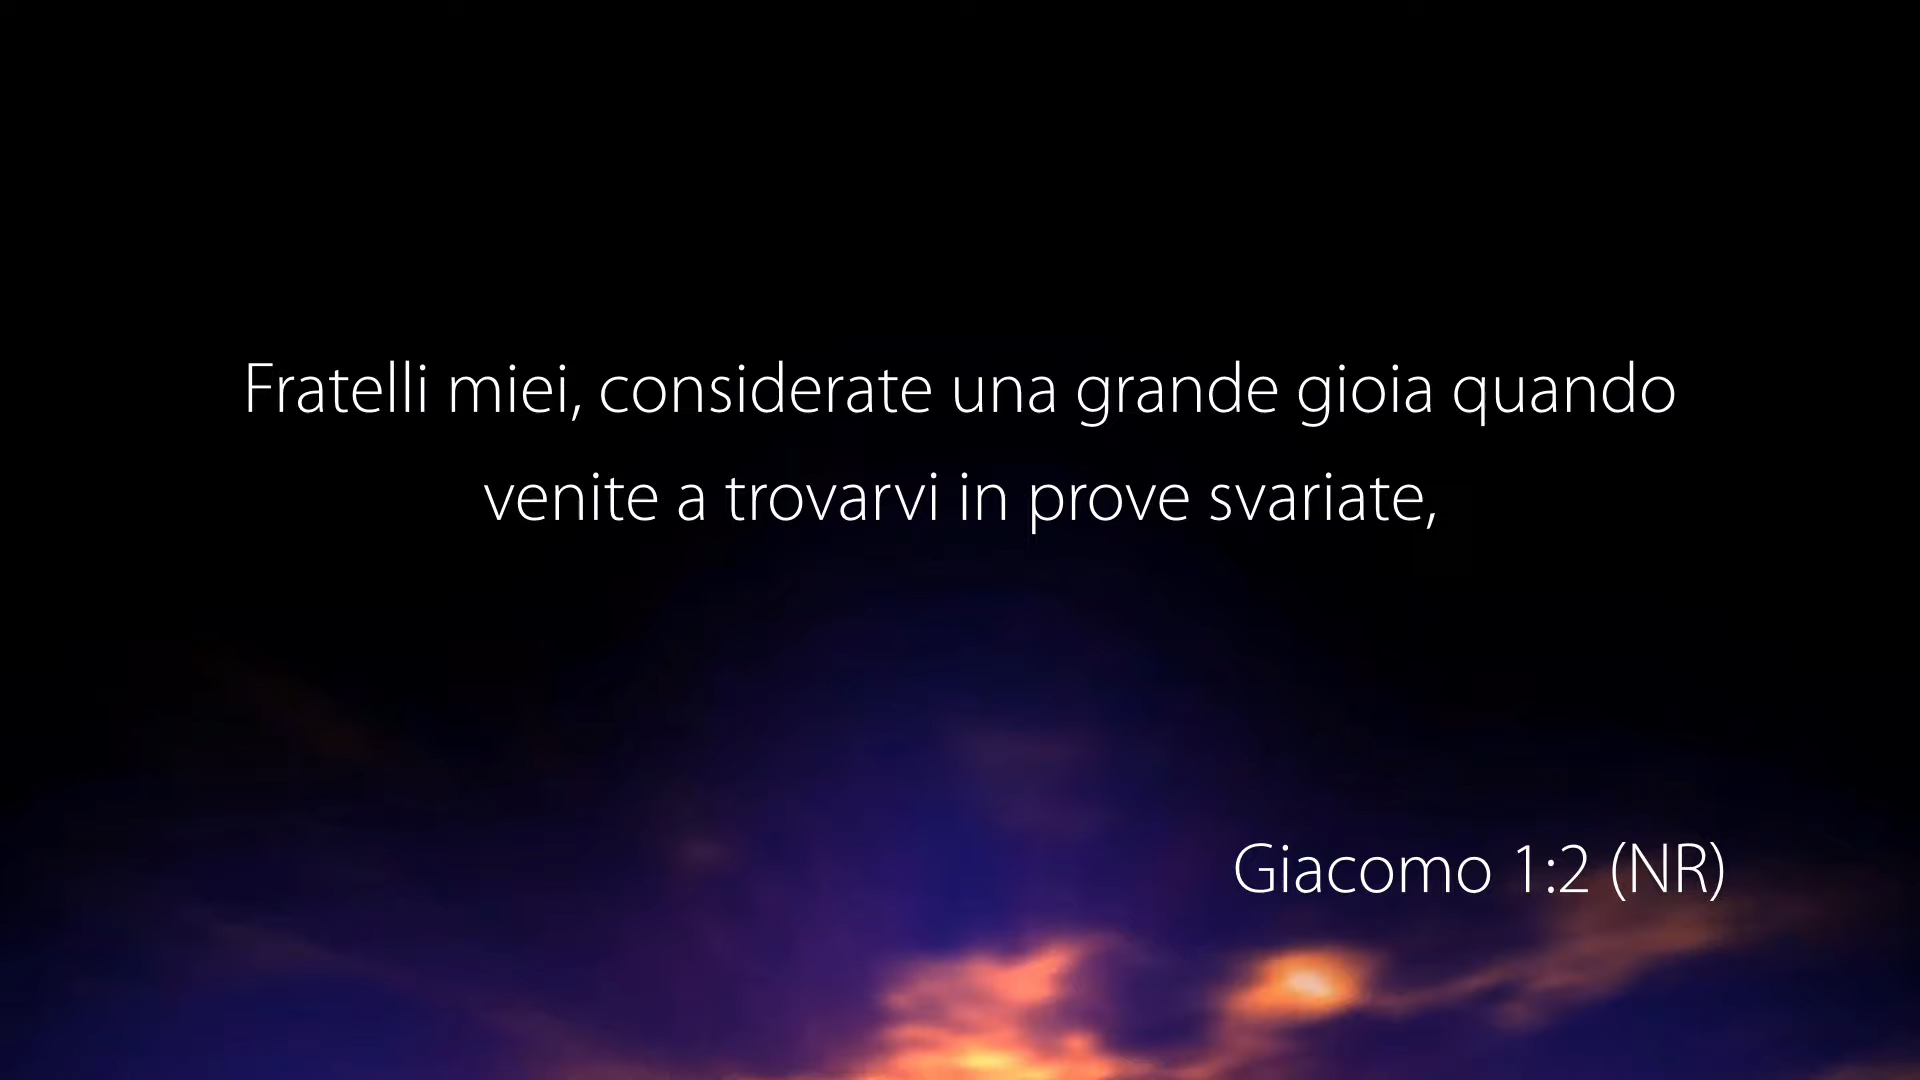 Fratelli miei, considerate una grande gioia quando
venite a trovarvi in prove svariate,
Giacomo 1:2 (NR)